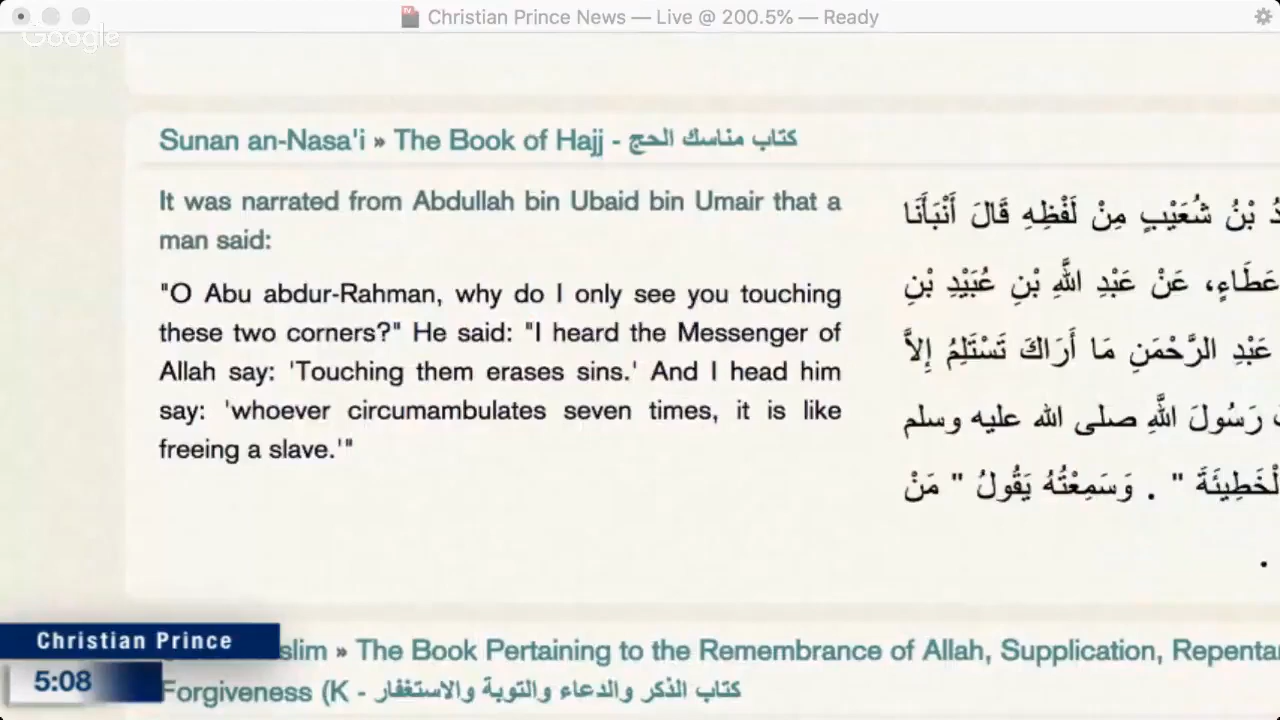 Christian Prince News — Live @ 200.5% — Ready
Google
Sunan an-Nasa'i » The Book of Hajj - كتاب مناسك الحج
It was narrated from Abdullah bin Ubaid bin Umair that a
man said:
"O Abu abdur-Rahman, why do I only see you touching
these two corners?" He said: "I heard the Messenger of
Allah say: 'Touching them erases sins.' And I head him
say: 'whoever circumambulates seven times, it is like
freeing a slave.'"
بْنُ شُعَيْبٍ مِنْ لَفْظِهِ قَالَ أَنْبَأَنَا
عَطَاءٍ، عَنْ عَبْدِ اللَّهِ بْنِ عُبَيْدِ بْنِ
عَبْدِ الرَّحْمَنِ مَا أَرَاكَ تَسْتَلِمُ إِلاَّ
رَسُولَ اللَّهِ صلى الله عليه وسلم
الْخَطِيئَةَ " . وَسَمِعْتُهُ يَقُولُ " مَنْ
.
slim » The Book Pertaining to the Remembrance of Allah, Supplication, Repenta
Forgiveness (K - كتاب الذكر والدعاء والتوبة والاستغفار
Christian Prince
5:08